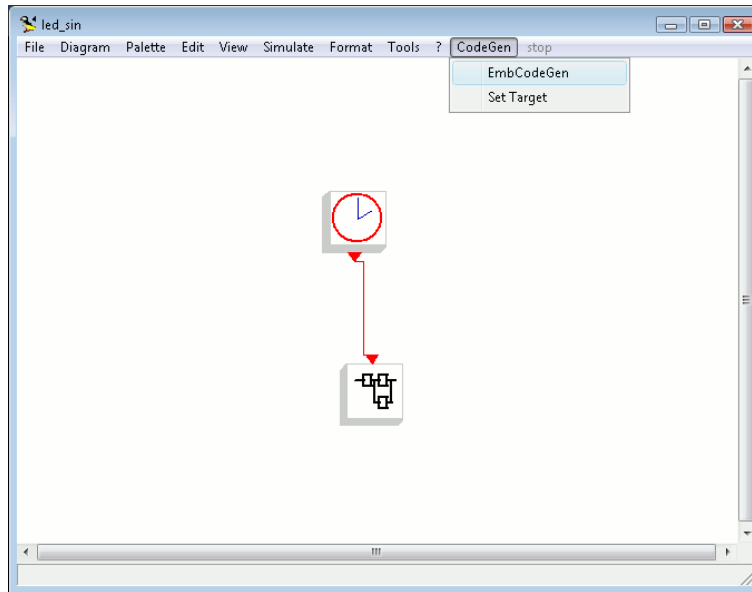 led_sin
File Diagram Palette Edit View Simulate Format Tools ? CodeGen stop
EmbCodeGen
Set Target